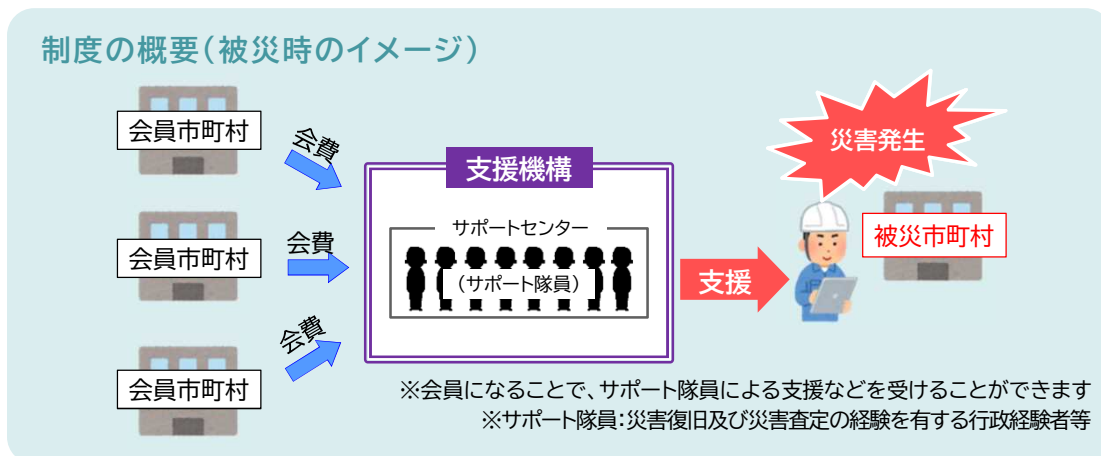 制度の概要(被災時のイメージ)
会員市町村
会費
会員市町村
会費
会員市町村
会費
支援機構
サポートセンター
(サポート隊員)
支援
災害発生
被災市町村
※会員になることで、サポート隊員による支援などを受けることができます
※サポート隊員:災害復旧及び災害査定の経験を有する行政経験者等